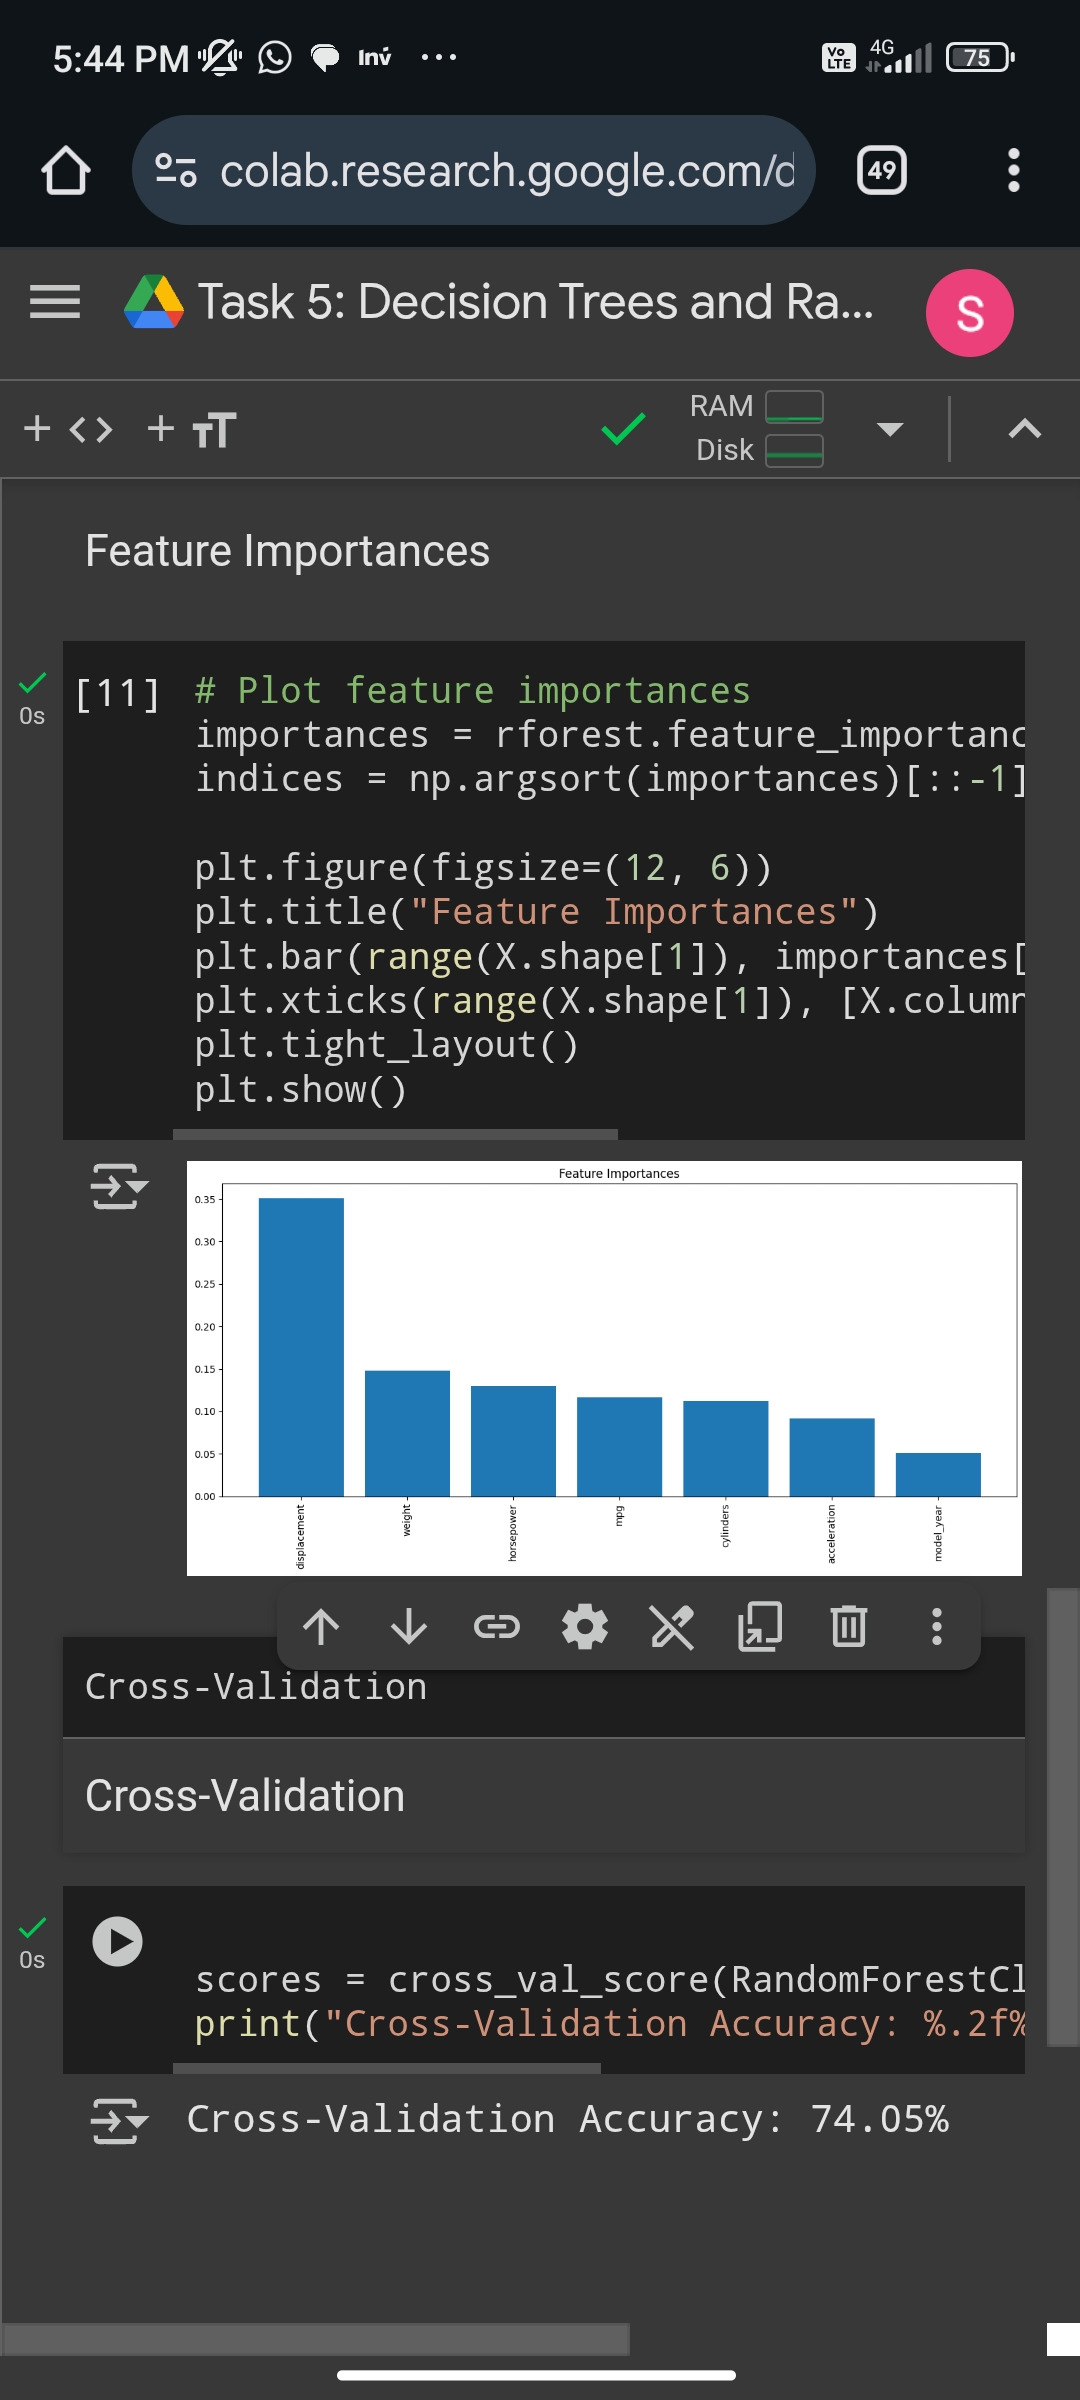 5:44 PM Inv ... Vo LTE 4G 75
colab.research.google.com/d 49
Task 5: Decision Trees and Ra... S
+ <> + TT RAM
Disk
Feature Importances
[11] # Plot feature importances
0s
importances = rforest.feature_importanc
indices = np.argsort(importances)[::-1]
plt.figure(figsize=(12, 6))
plt.title("Feature Importances")
plt.bar(range(X.shape[1]), importances[
plt.xticks(range(X.shape[1]), [X.column
plt.tight_layout()
plt.show()
Feature Importances
0.35
0.30
0.25
0.20
0.15
0.10
0.05
0.00
displacement
weight
horsepower
mpg
cylinders
acceleration
model_year
Cross-Validation
Cross-Validation
0s
scores = cross_val_score(RandomForestCl
print("Cross-Validation Accuracy: %.2f%
Cross-Validation Accuracy: 74.05%